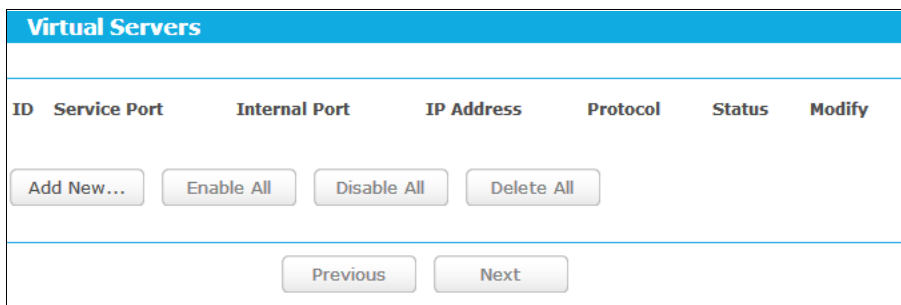 Virtual Servers
ID Service Port Internal Port IP Address Protocol Status Modify
Add New... Enable All Disable All Delete All
Previous Next